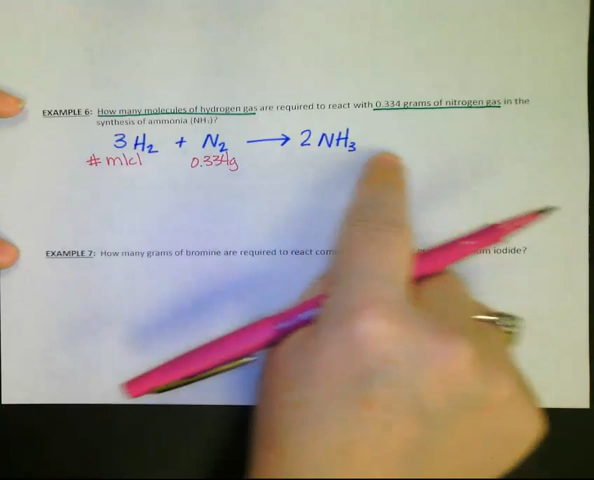 EXAMPLE 6: How many molecules of hydrogen gas are required to react with 0.334 grams of nitrogen gas in the
synthesis of ammonia (NH₃)?
3 H₂ + N₂ → 2 NH₃
# mlcl 0.334g
EXAMPLE 7: How many grams of bromine are required to react iodide?